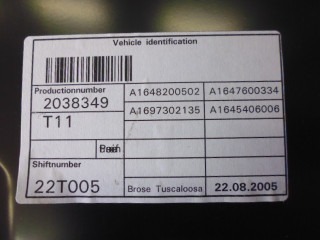 Vehicle identification
Productionnumber
2038349
A1648200502 A1647600334
T11
A1697302135 A1645406006
Shiftnumber
22T005
Brose Tuscaloosa 22.08.2005